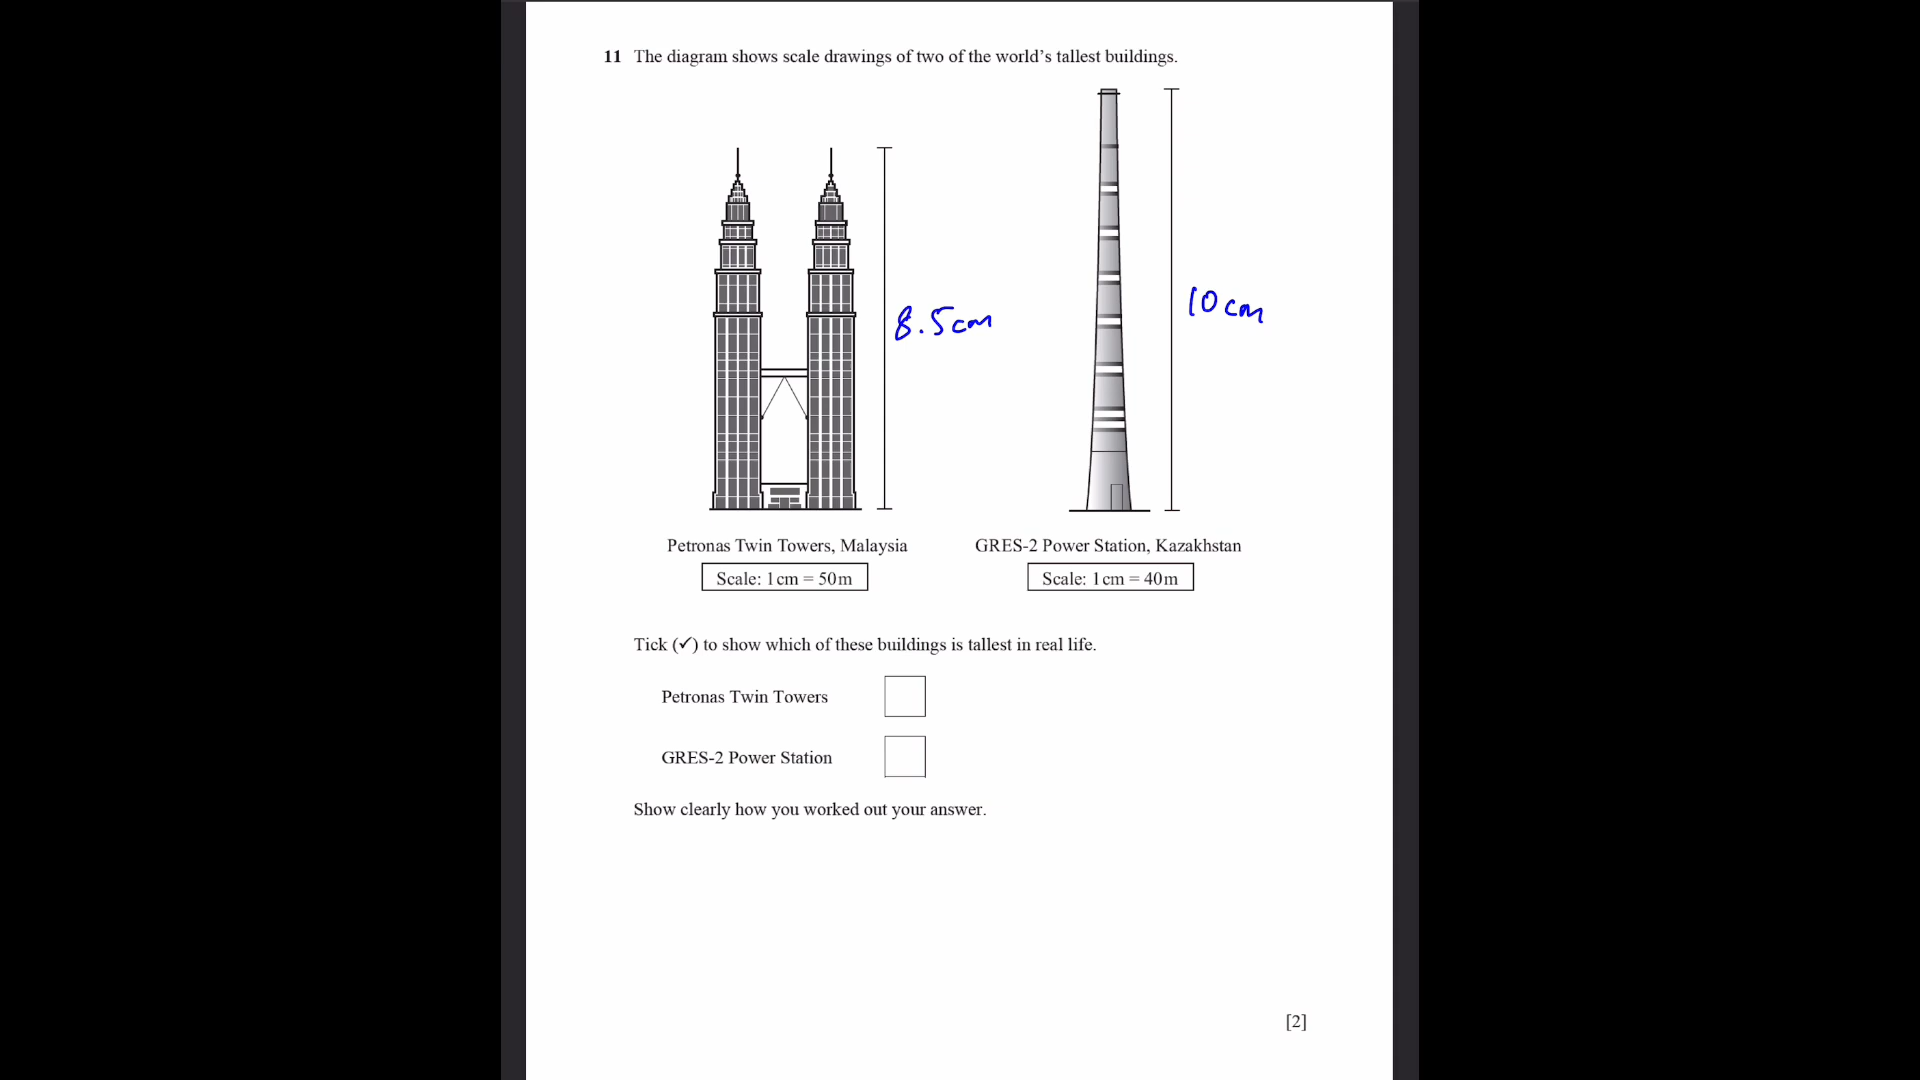 11 The diagram shows scale drawings of two of the world's tallest buildings.
8.5cm
10cm
Petronas Twin Towers, Malaysia
GRES-2 Power Station, Kazakhstan
Scale: 1cm = 50m
Scale: 1cm = 40m
Tick (✓) to show which of these buildings is tallest in real life.
Petronas Twin Towers
GRES-2 Power Station
Show clearly how you worked out your answer.
[2]